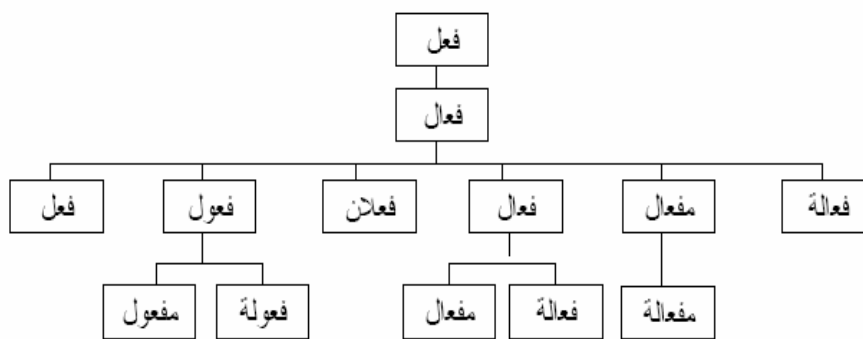 فعل
فعال
فعالة مفعال فعال فعلان فعول فعل
مفعالة فعالة مفعال فعولة مفعول